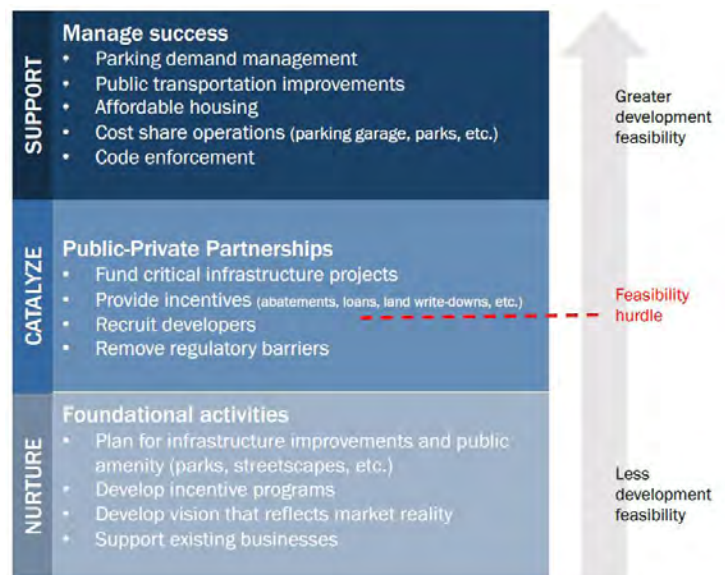 SUPPORT
Manage success
• Parking demand management
• Public transportation improvements
• Affordable housing
• Cost share operations (parking garage, parks, etc.)
• Code enforcement
Greater
development
feasibility
CATALYZE
Public-Private Partnerships
• Fund critical infrastructure projects
• Provide incentives (abatements, loans, land write-downs, etc.)
• Recruit developers
• Remove regulatory barriers
Feasibility
hurdle
NURTURE
Foundational activities
• Plan for infrastructure improvements and public
amenity (parks, streetscapes, etc.)
• Develop incentive programs
• Develop vision that reflects market reality
• Support existing businesses
Less
development
feasibility